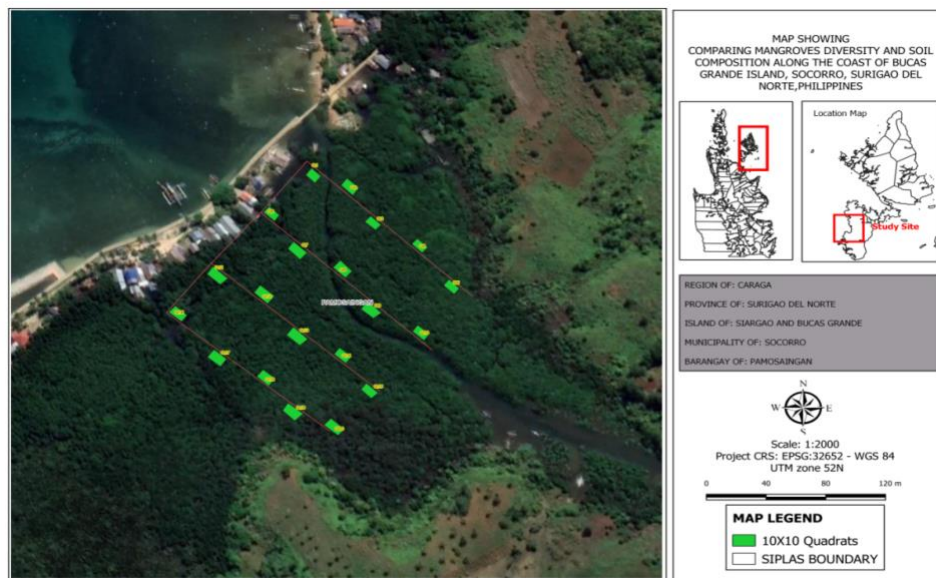 PAMOSAINGAN
MAP SHOWING
COMPARING MANGROVES DIVERSITY AND SOIL
COMPOSITION ALONG THE COAST OF BUCAS
GRANDE ISLAND, SOCORRO, SURIGAO DEL
NORTE,PHILIPPINES
Location Map
Study Site
REGION OF: CARAGA
PROVINCE OF: SURIGAO DEL NORTE
ISLAND OF: SIARGAO AND BUCAS GRANDE
MUNICIPALITY OF: SOCORRO
BARANGAY OF: PAMOSAINGAN
N
W E
S
Scale: 1:2000
Project CRS: EPSG:32652 - WGS 84
UTM zone 52N
0 40 80 120 m
MAP LEGEND
10X10 Quadrats
SIPLAS BOUNDARY